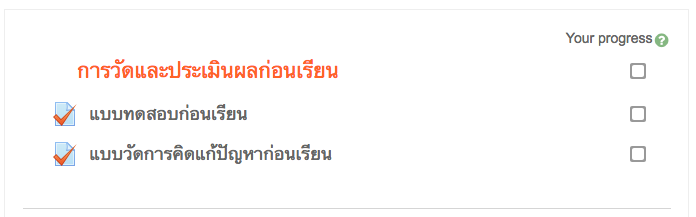 Your progress
การวัดและประเมินผลก่อนเรียน
แบบทดสอบก่อนเรียน
แบบวัดการคิดแก้ปัญหาก่อนเรียน